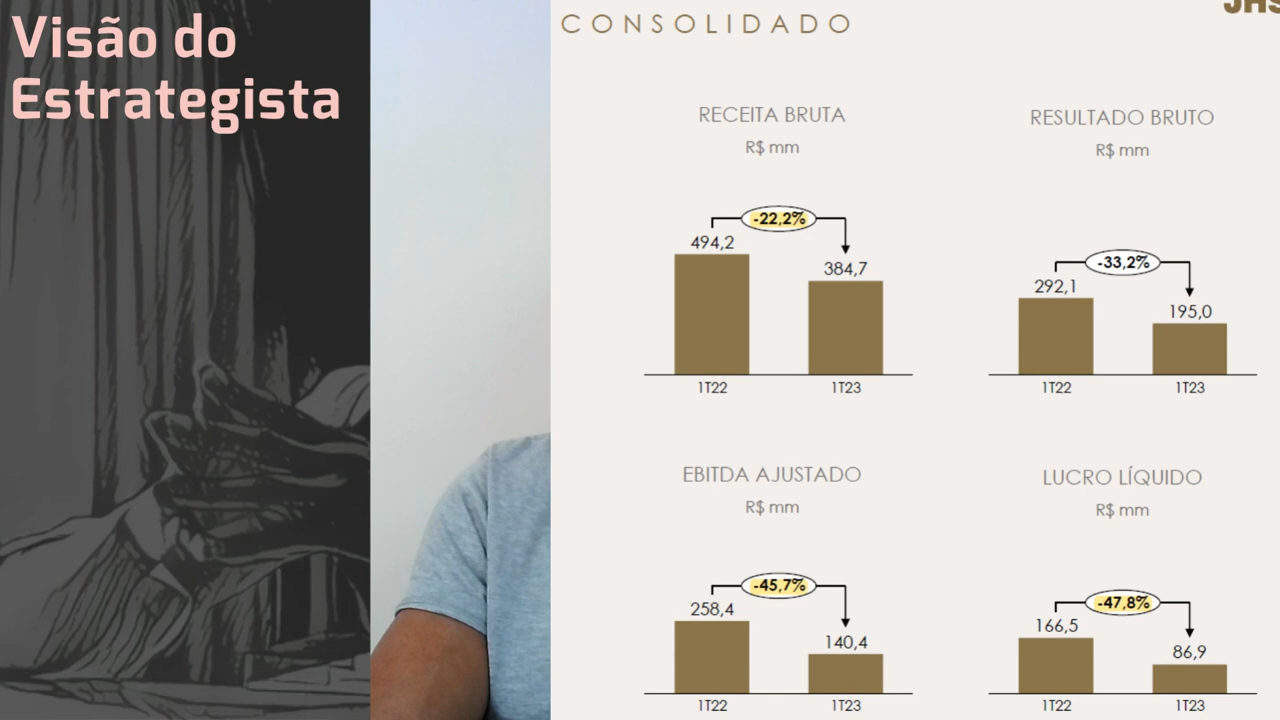 Visão do
Estrategista
CONSOLIDADO
RECEITA BRUTA
R$ mm
-22,2%
494,2
384,7
1T22
1T23
RESULTADO BRUTO
R$ mm
-33,2%
292,1
195,0
1T22
1T23
EBITDA AJUSTADO
R$ mm
-45,7%
258,4
140,4
1T22
1T23
LUCRO LÍQUIDO
R$ mm
-47,8%
166,5
86,9
1T22
1T23